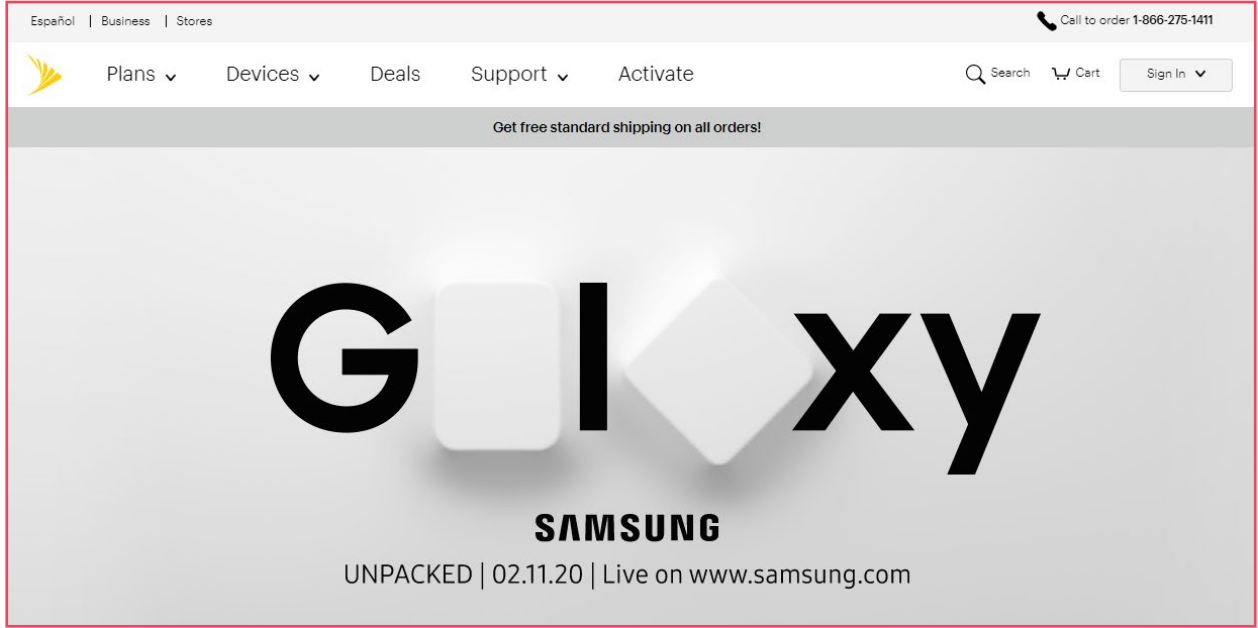 Español | Business | Stores
Call to order 1-866-275-1411
Plans Devices Deals Support Activate
Search Cart Sign In
Get free standard shipping on all orders!
G l xy
SAMSUNG
UNPACKED | 02.11.20 | Live on www.samsung.com